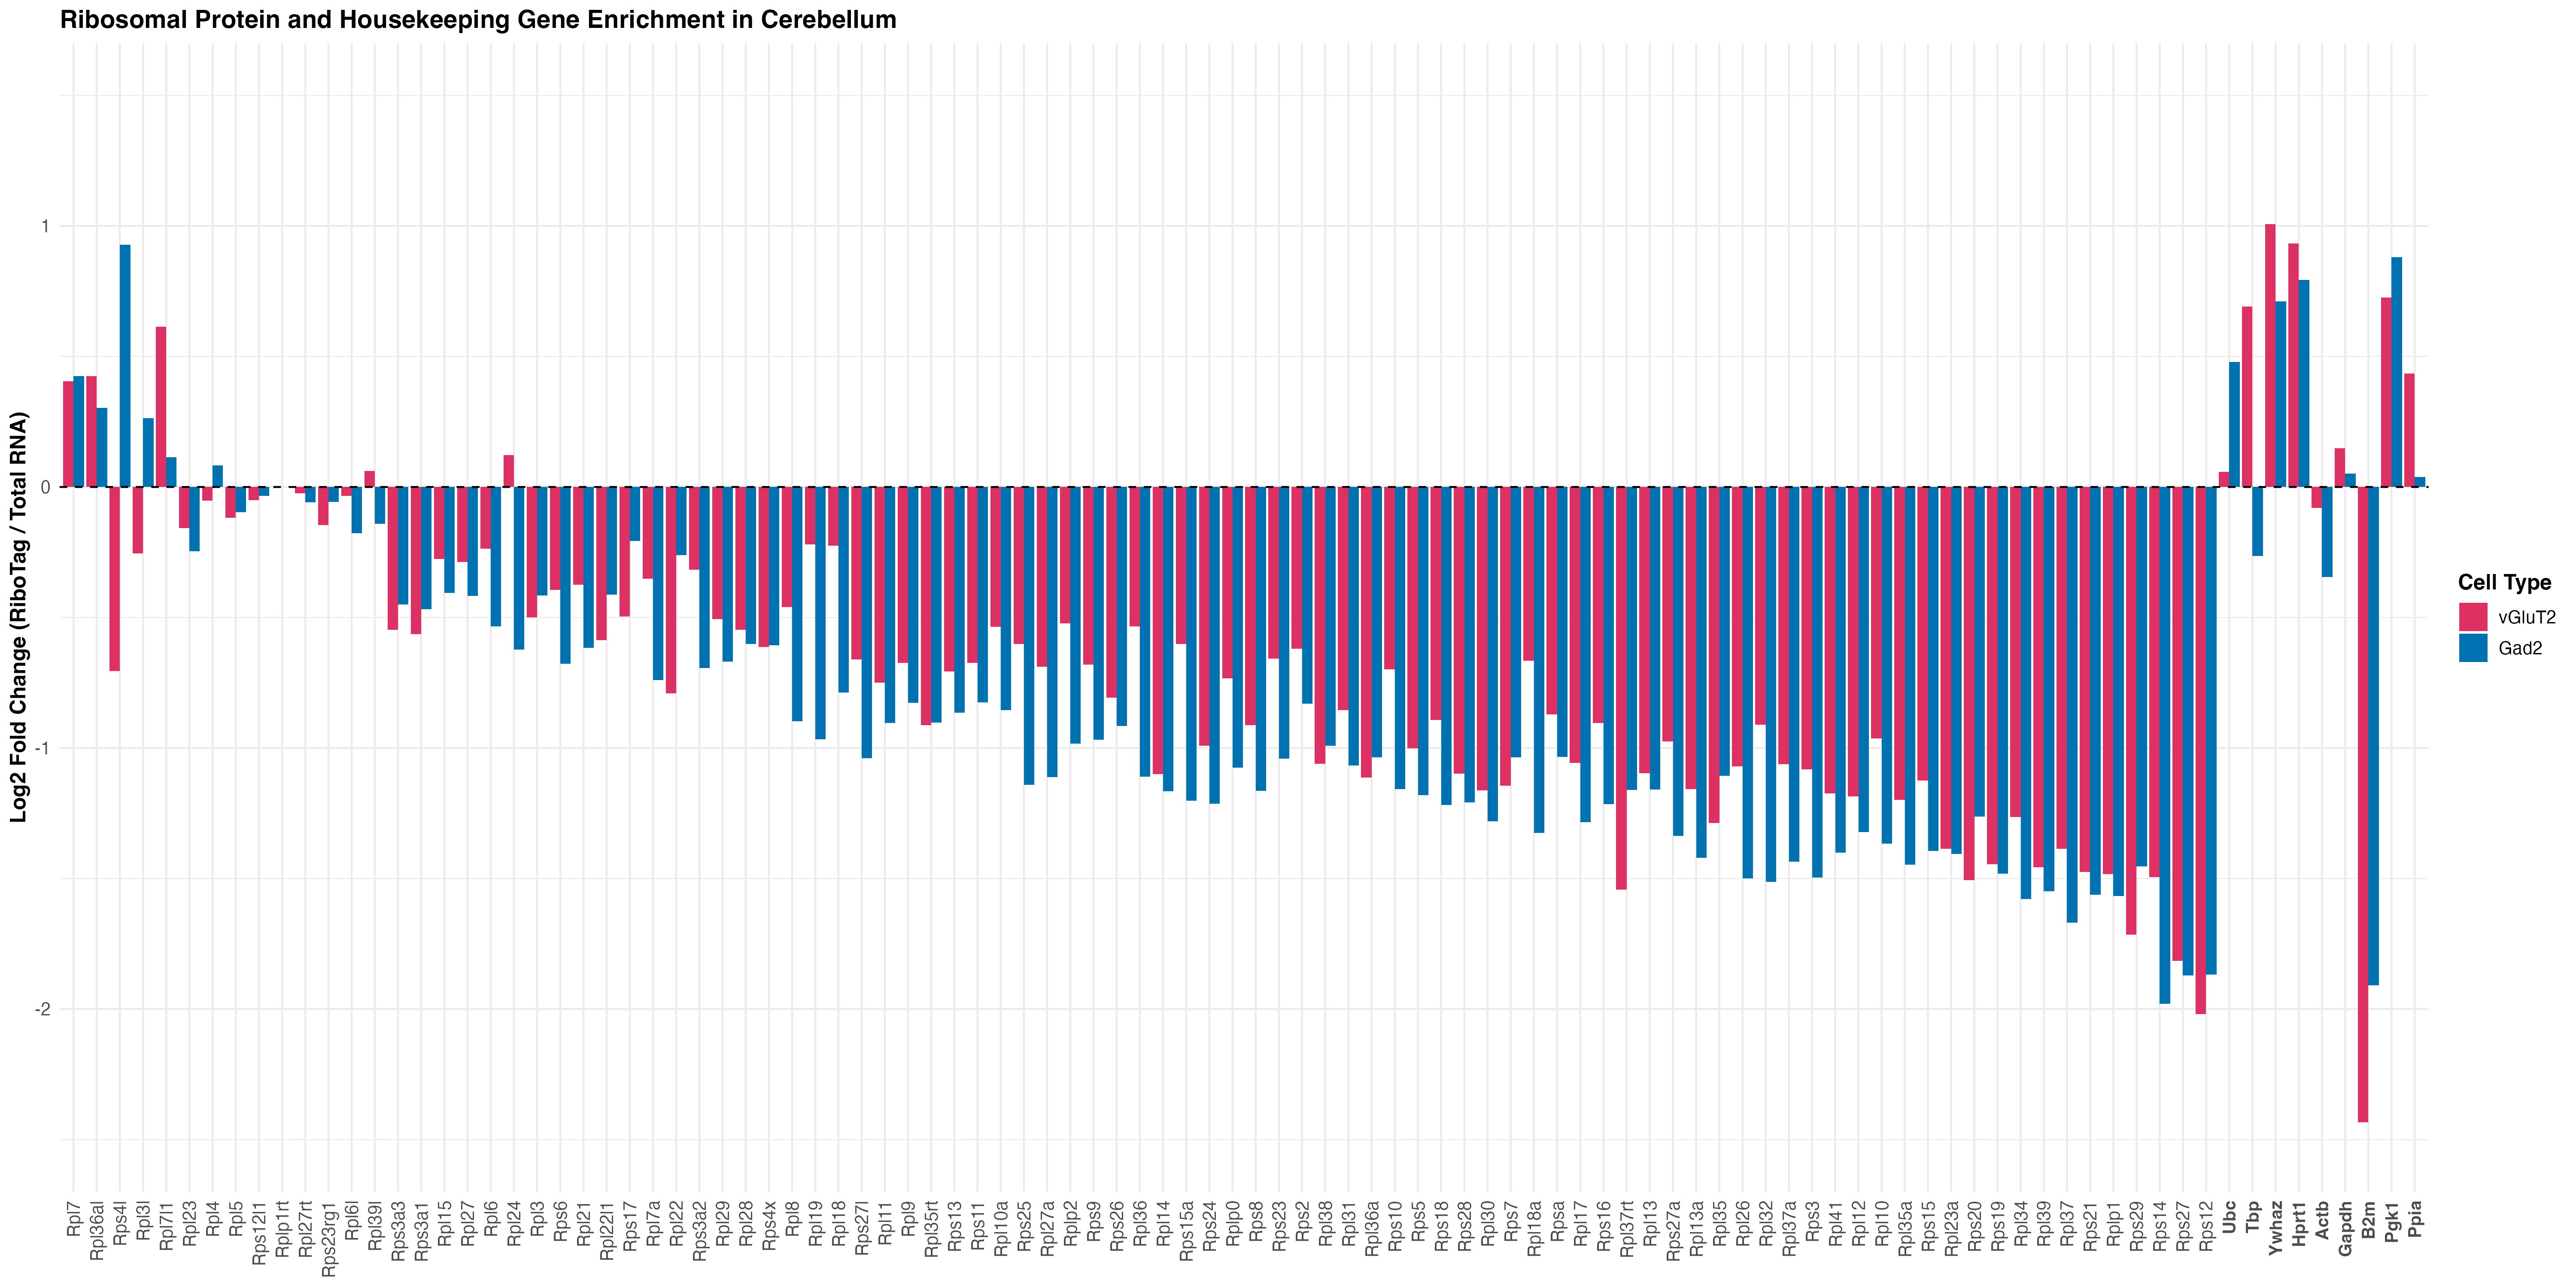 Ribosomal Protein and Housekeeping Gene Enrichment in Cerebellum
Log2 Fold Change (RiboTag / Total RNA)
1
0
-1
-2
Rpl7
Rpl36al
Rps4l
Rpl3l
Rpl7l1
Rpl23
Rpl4
Rpl5
Rps12l1
Rplp1rt
Rpl27rt
Rps23rg1
Rpl6l
Rpl39l
Rps3a3
Rps3a1
Rpl15
Rpl27
Rpl6
Rpl24
Rpl3
Rps6
Rpl21
Rpl22l1
Rps17
Rpl7a
Rpl22
Rps3a2
Rpl29
Rpl28
Rps4x
Rpl8
Rpl19
Rpl18
Rps27l
Rpl11
Rpl9
Rpl35rt
Rps13
Rps11
Rpl10a
Rps25
Rpl27a
Rplp2
Rps9
Rps26
Rpl36
Rpl14
Rps15a
Rps24
Rplp0
Rps8
Rps23
Rps2
Rpl38
Rpl31
Rpl36a
Rps10
Rps5
Rps18
Rps28
Rpl30
Rps7
Rpl18a
Rpsa
Rpl17
Rps16
Rpl37rt
Rpl13
Rps27a
Rpl13a
Rpl35
Rpl26
Rpl32
Rpl37a
Rps3
Rpl41
Rpl12
Rpl10
Rpl35a
Rps15
Rpl23a
Rps20
Rps19
Rpl34
Rpl39
Rpl37
Rps21
Rplp1
Rps29
Rps14
Rps27
Rps12
Ubc
Tbp
Ywhaz
Hprt1
Actb
Gapdh
B2m
Pgk1
Ppia
Cell Type
vGluT2
Gad2